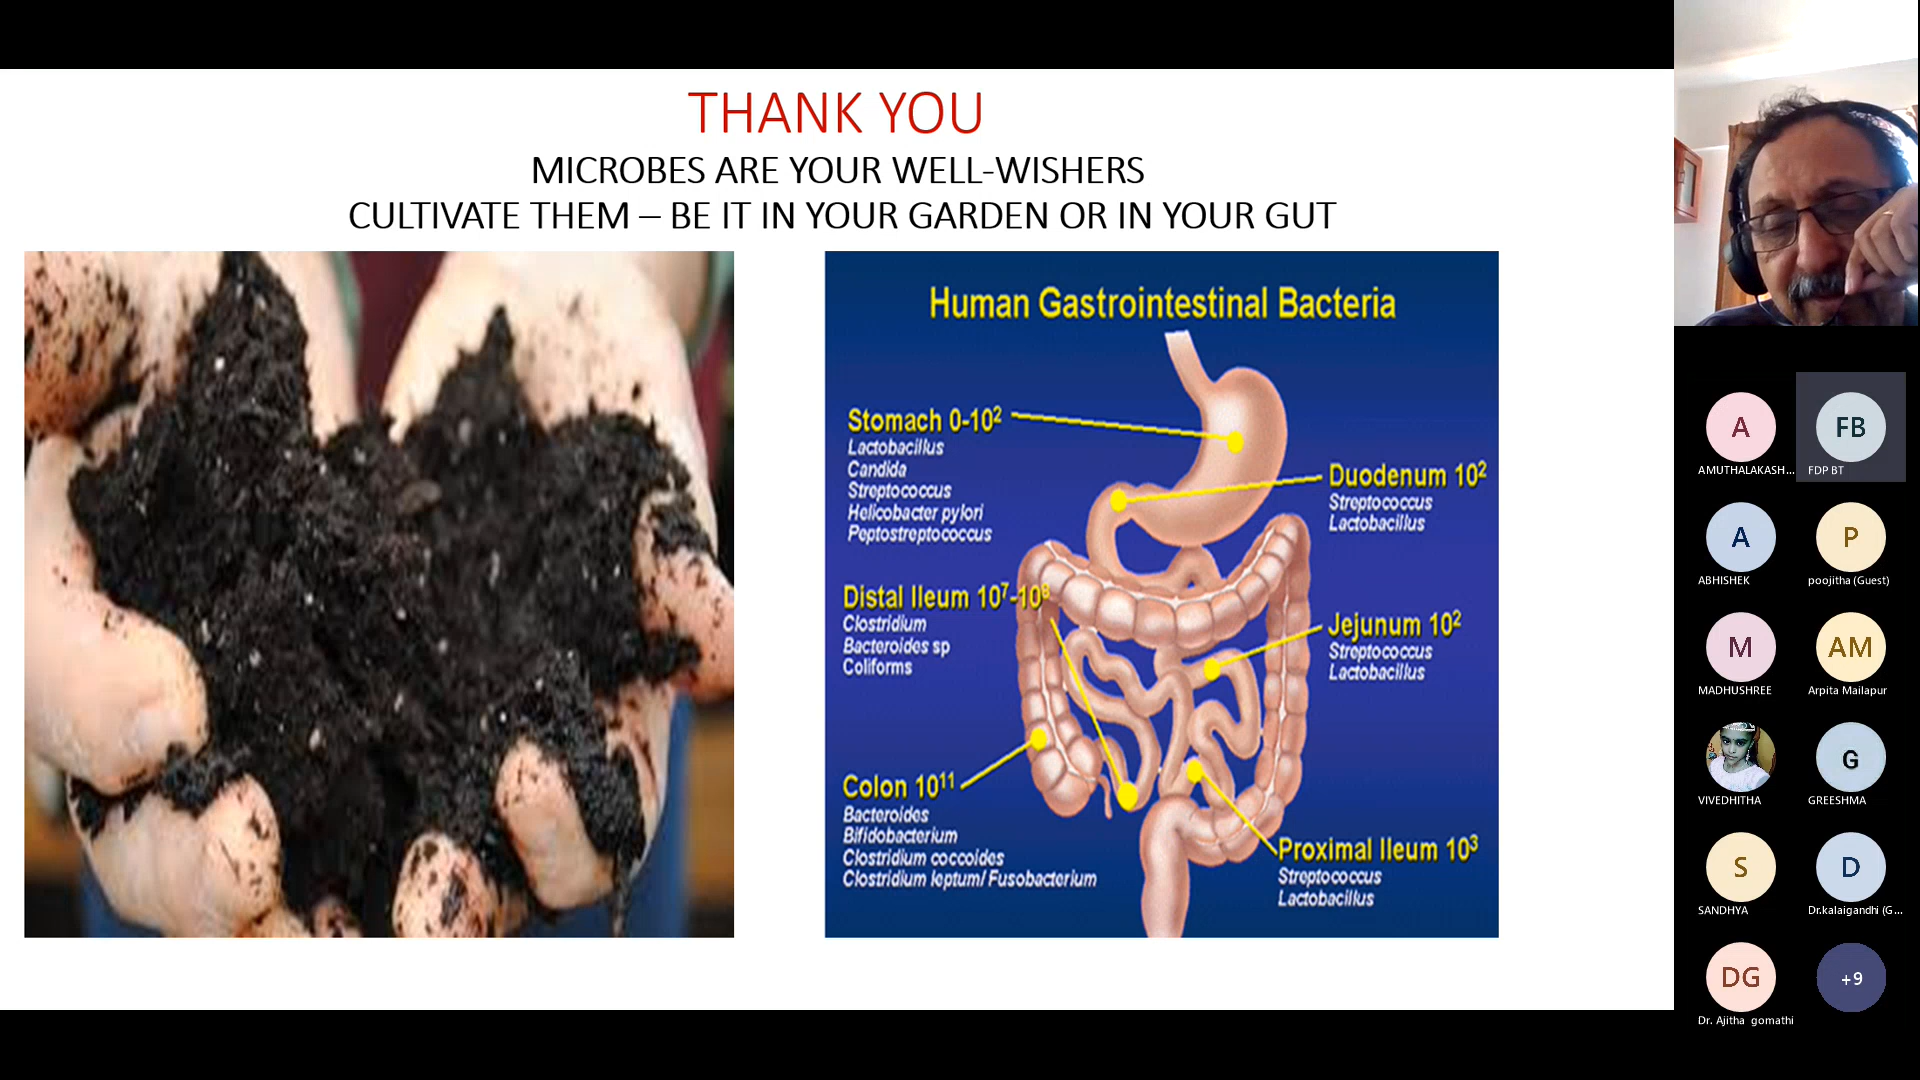 THANK YOU
MICROBES ARE YOUR WELL-WISHERS
CULTIVATE THEM – BE IT IN YOUR GARDEN OR IN YOUR GUT
Human Gastrointestinal Bacteria
Stomach 0-10²
Lactobacillus
Candida
Streptococcus
Helicobacter pylori
Peptostreptococcus
Duodenum 10²
Streptococcus
Lactobacillus
Distal Ileum 10⁷-10⁸
Clostridium
Bacteroides sp
Coliforms
Jejunum 10²
Streptococcus
Lactobacillus
Colon 10¹¹
Bacteroides
Bifidobacterium
Clostridium coccoides
Clostridium leptum/ Fusobacterium
Proximal Ileum 10³
Streptococcus
Lactobacillus
A
AMUTHALAKASH...
FB
FDP BT
A
ABHISHEK
P
poojitha (Guest)
M
MADHUSHREE
AM
Arpita Mailapur
VIVEDHITHA
G
GREESHMA
S
SANDHYA
D
Dr.kalaigandhi (G...
DG
Dr. Ajitha gomathi
+9